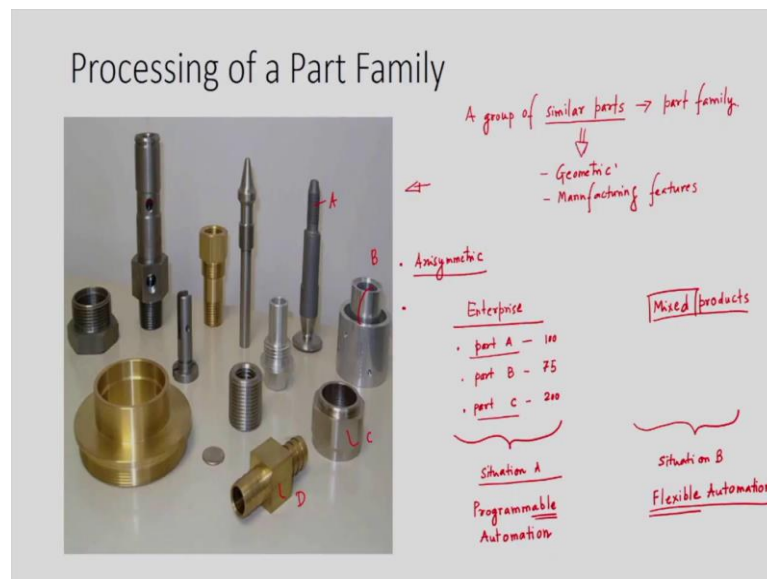 Processing of a Part Family
A group of similar parts → part family
- Geometric
- Manufacturing features
A
B
• Axisymmetric
•
Enterprise
• part A - 100
• part B - 75
• part C - 200
Mixed products
C
D
Situation A
Programmable
Automation
Situation B
Flexible Automation